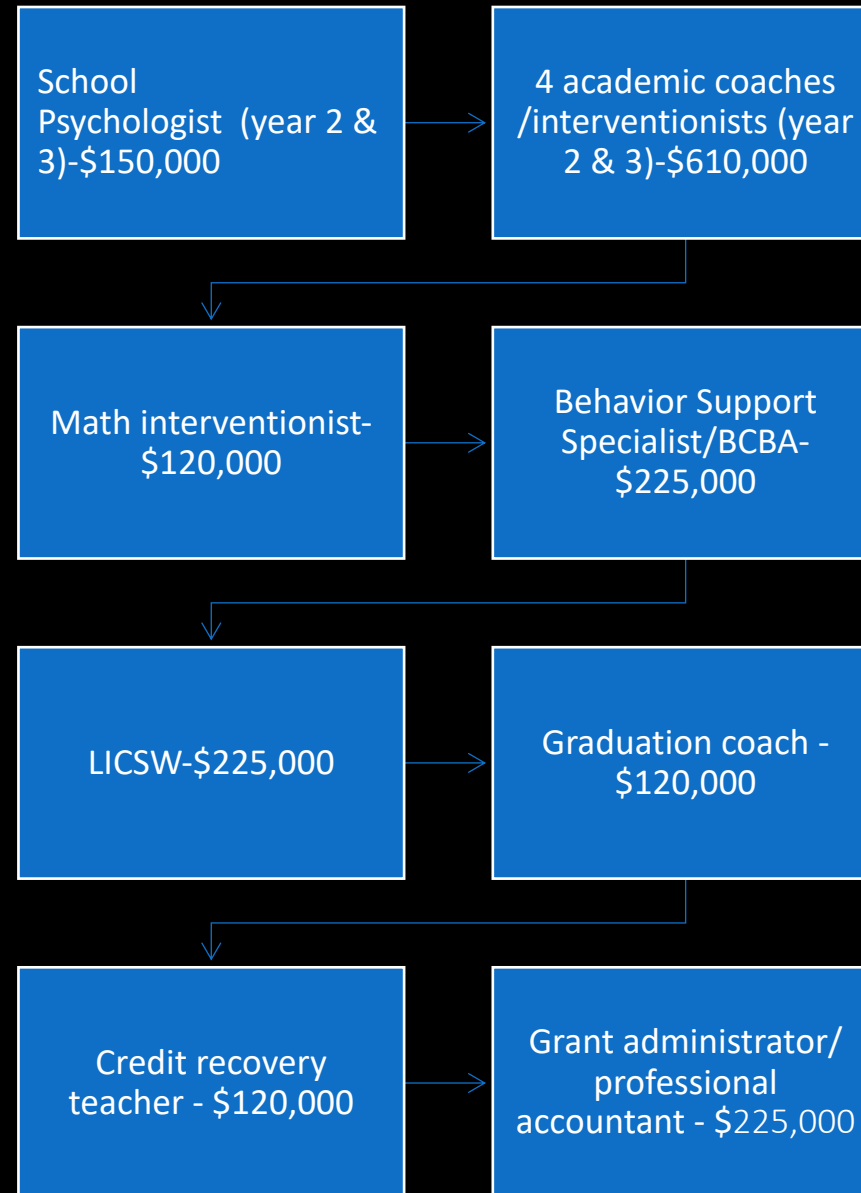 School
Psychologist  (year 2 &
3)-$150,000
4 academic coaches
/interventionists (year
2 & 3)-$610,000
Math interventionist-
$120,000
Behavior Support
Specialist/BCBA-
$225,000
LICSW-$225,000
Graduation coach -
$120,000
Credit recovery
teacher - $120,000
Grant administrator/
professional
accountant - $225,000